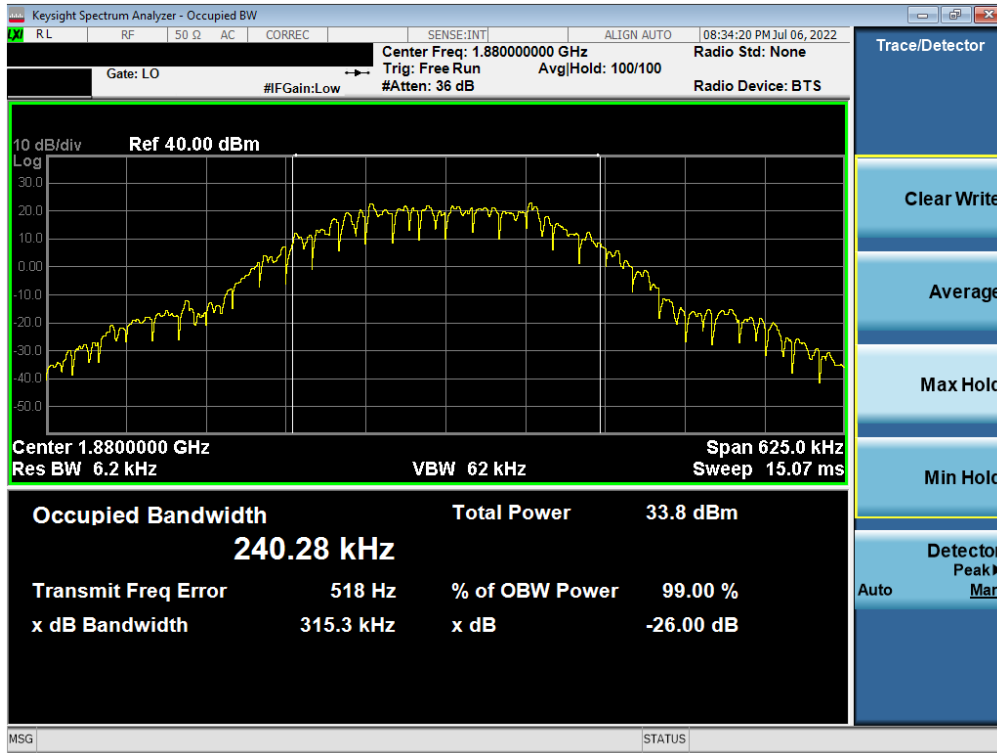 Keysight Spectrum Analyzer - Occupied BW
LXI RL RF 50 Ω AC CORREC SENSE:INT ALIGN AUTO 08:34:20 PM Jul 06, 2022
Center Freq: 1.880000000 GHz Radio Std: None
Gate: LO Trig: Free Run Avg|Hold: 100/100
#IFGain:Low #Atten: 36 dB Radio Device: BTS
10 dB/div Ref 40.00 dBm
Log
30.0
20.0
10.0
0.00
-10.0
-20.0
-30.0
-40.0
-50.0
Center 1.8800000 GHz Span 625.0 kHz
Res BW 6.2 kHz VBW 62 kHz Sweep 15.07 ms
Occupied Bandwidth Total Power 33.8 dBm
240.28 kHz
Transmit Freq Error 518 Hz % of OBW Power 99.00 %
x dB Bandwidth 315.3 kHz x dB -26.00 dB
MSG STATUS
Trace/Detector
Clear Write
Average
Max Hold
Min Hold
Detector
Peak
Auto Man